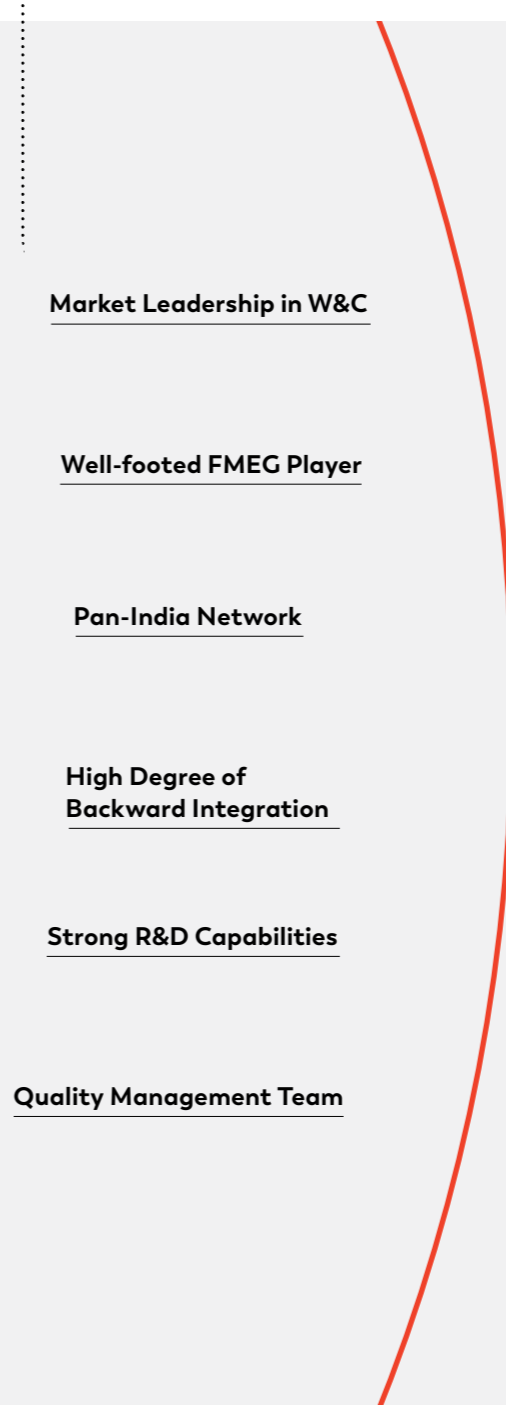 Market Leadership in W&C
Well-footed FMEG Player
Pan-India Network
High Degree of
Backward Integration
Strong R&D Capabilities
Quality Management Team